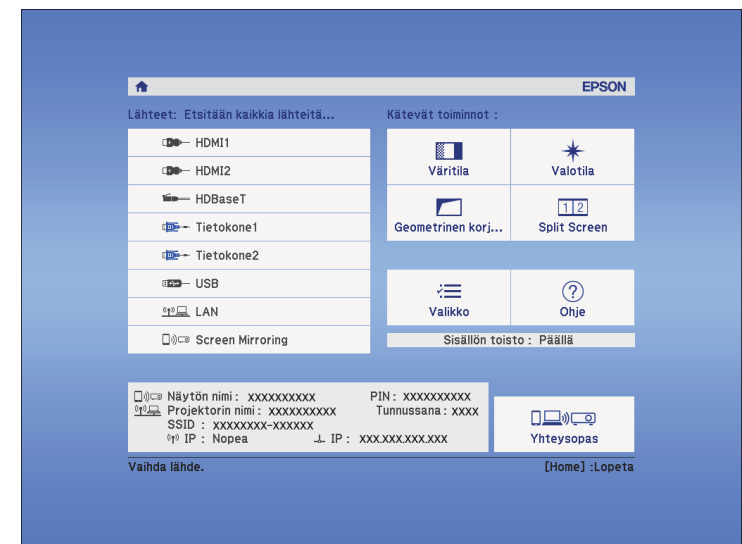 EPSON
Lähteet: Etsitään kaikkia lähteitä...
HDMI1
HDMI2
HDBaseT
Tietokone1
Tietokone2
USB
LAN
Screen Mirroring
Kätevät toiminnot :
Väritila
Valotila
Geometrinen korj...
1 2
Split Screen
Valikko
Ohje
Sisällön toisto : Päällä
Näytön nimi : xxxxxxxxxx PIN : xxxxxxxxxx
Projektorin nimi : xxxxxxxxxx Tunnussana : xxxx
SSID : xxxxxxxx-xxxxxx
IP : Nopea IP : xxx.xxx.xxx.xxx
Yhteysopas
Vaihda lähde. [Home] :Lopeta